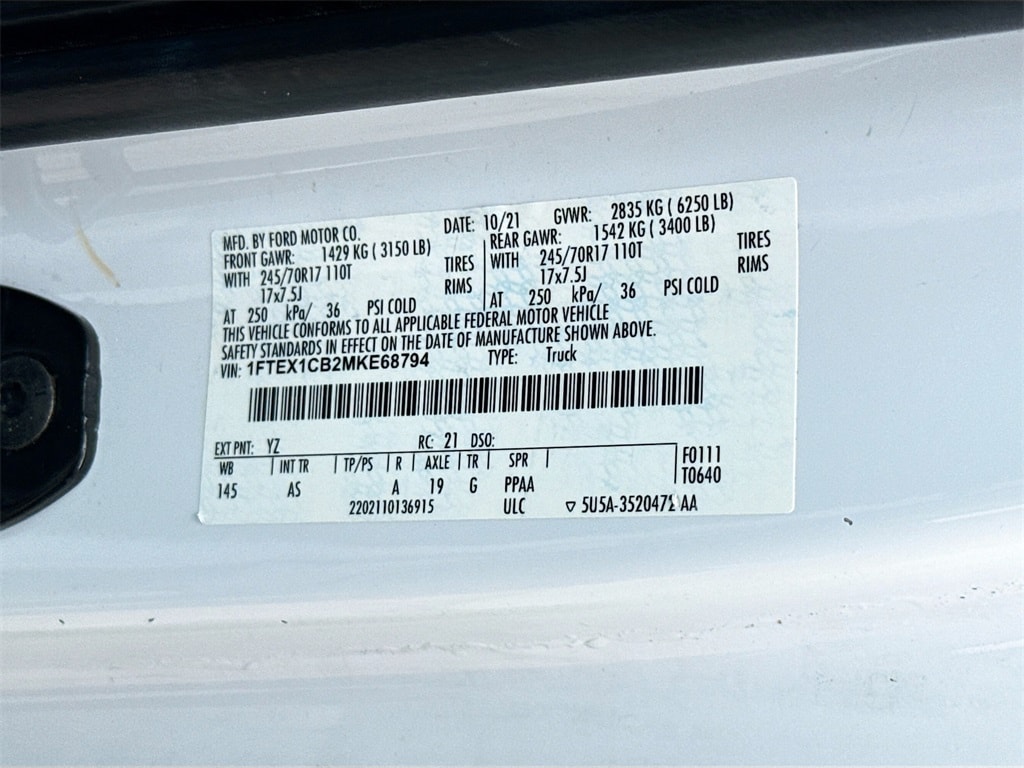 MFD. BY FORD MOTOR CO. DATE: 10/21 GVWR: 2835 KG ( 6250 LB)
FRONT GAWR: 1429 KG ( 3150 LB) REAR GAWR: 1542 KG ( 3400 LB)
WITH 245/70R17 110T TIRES WITH 245/70R17 110T TIRES
17x7.5J RIMS 17x7.5J RIMS
AT 250 kPa/ 36 PSI COLD AT 250 kPa/ 36 PSI COLD
THIS VEHICLE CONFORMS TO ALL APPLICABLE FEDERAL MOTOR VEHICLE
SAFETY STANDARDS IN EFFECT ON THE DATE OF MANUFACTURE SHOWN ABOVE.
VIN: 1FTEX1CB2MKE68794 TYPE: Truck
EXT PNT: YZ RC: 21 DSO:
WB INT TR TP/PS R AXLE TR SPR F0111
145 AS A 19 G PPAA T0640
2202110136915 ULC ▽ 5U5A-3520472 AA